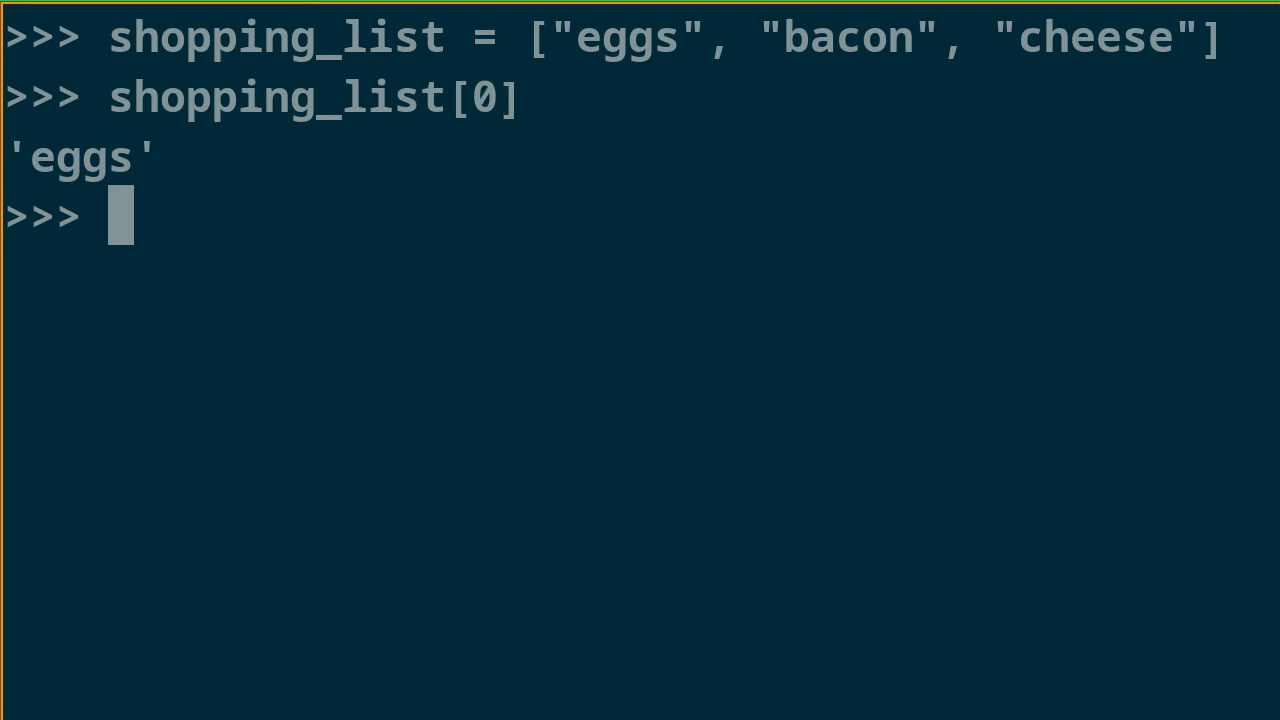 >>> shopping_list = ["eggs", "bacon", "cheese"]
>>> shopping_list[0]
'eggs'
>>>